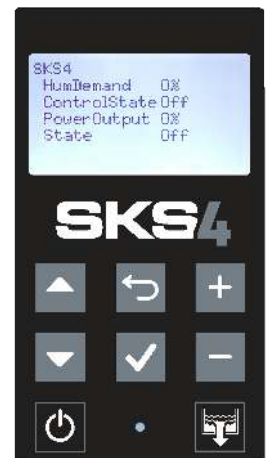 SKS4
HumDemand 0%
ControlState Off
PowerOutput 0%
State Off
SKS4